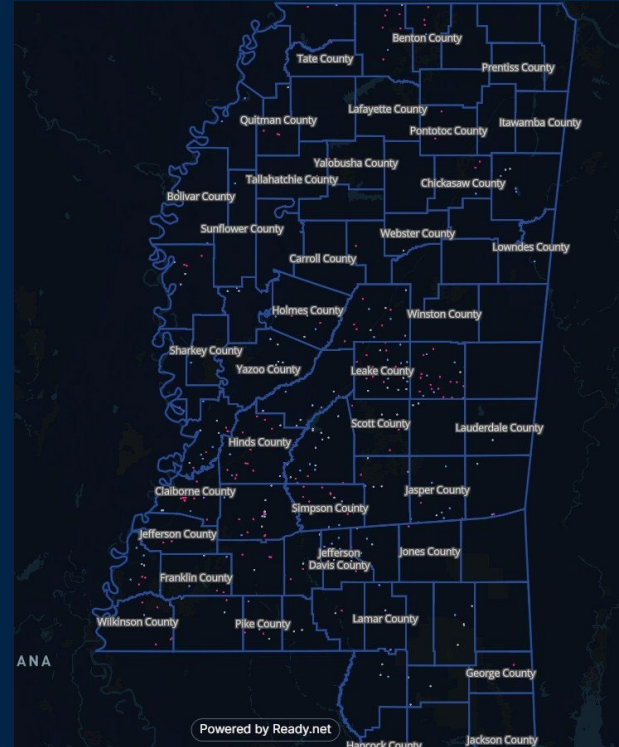 Benton County
Tate County
Prentiss County
Lafayette County
Quitman County
Itawamba County
Pontotoc County
Yalobusha County
Tallahatchie County
Chickasaw County
Bolivar County
Sunflower County
Webster County
Lowndes County
Carroll County
Holmes County
Winston County
Sharkey County
Yazoo County
Leake County
Scott County
Lauderdale County
Hinds County
Claiborne County
Jasper County
Simpson County
Jefferson County
Jefferson
Davis County
Jones County
Franklin County
Wilkinson County
Pike County
Lamar County
ANA
George County
Powered by Ready.net
Hancock County
Jackson County